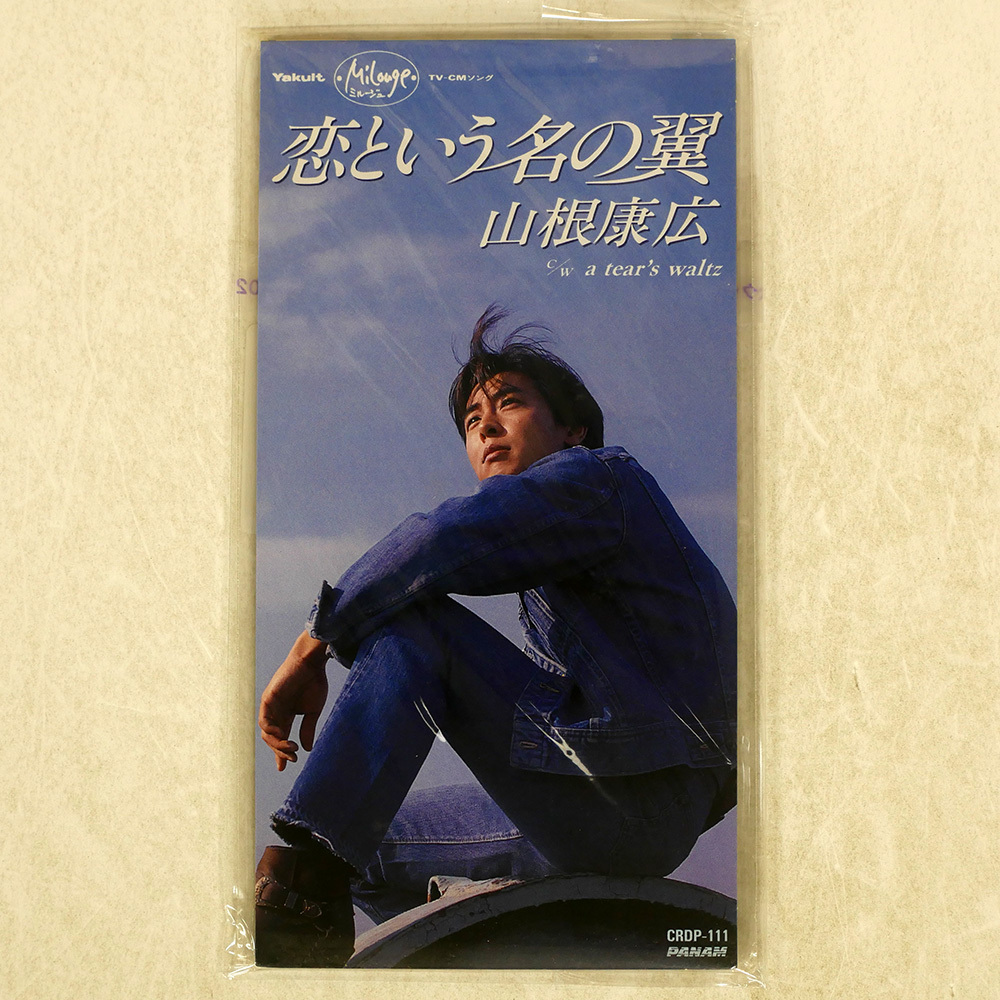 Yakult Milouge ミルージュ TV-CMソング
恋という名の翼
山根康広
c/w a tear's waltz
CRDP-111
PANAM